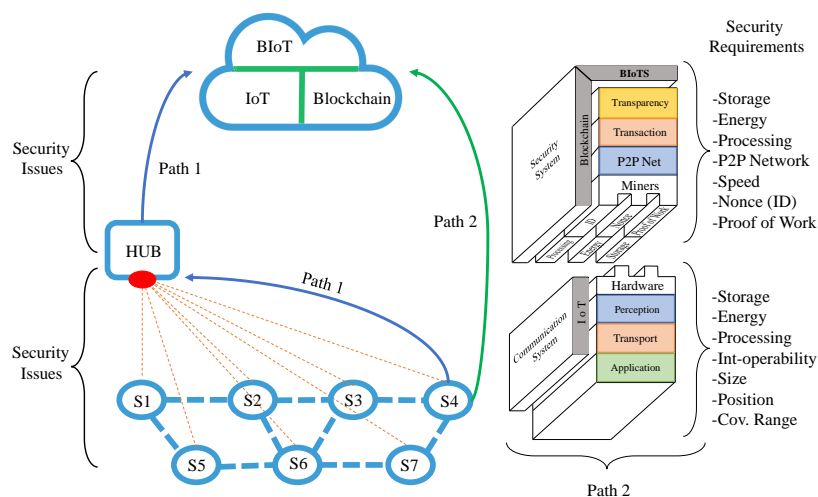 BIoT
IoT
Blockchain
Security
Issues
Path 1
HUB
Path 1
Path 2
Security
Issues
S1
S2
S3
S4
S5
S6
S7
Security
Requirements
BIoTS
Blockchain
Security
System
Transparency
Transaction
P2P Net
Miners
ID
Nonce
Proof of Work
Processing
Energy
Storage
-Storage
-Energy
-Processing
-P2P Network
-Speed
-Nonce (ID)
-Proof of Work
Hardware
I o T
Communication
System
Perception
Transport
Application
-Storage
-Energy
-Processing
-Int-operability
-Size
-Position
-Cov. Range
Path 2